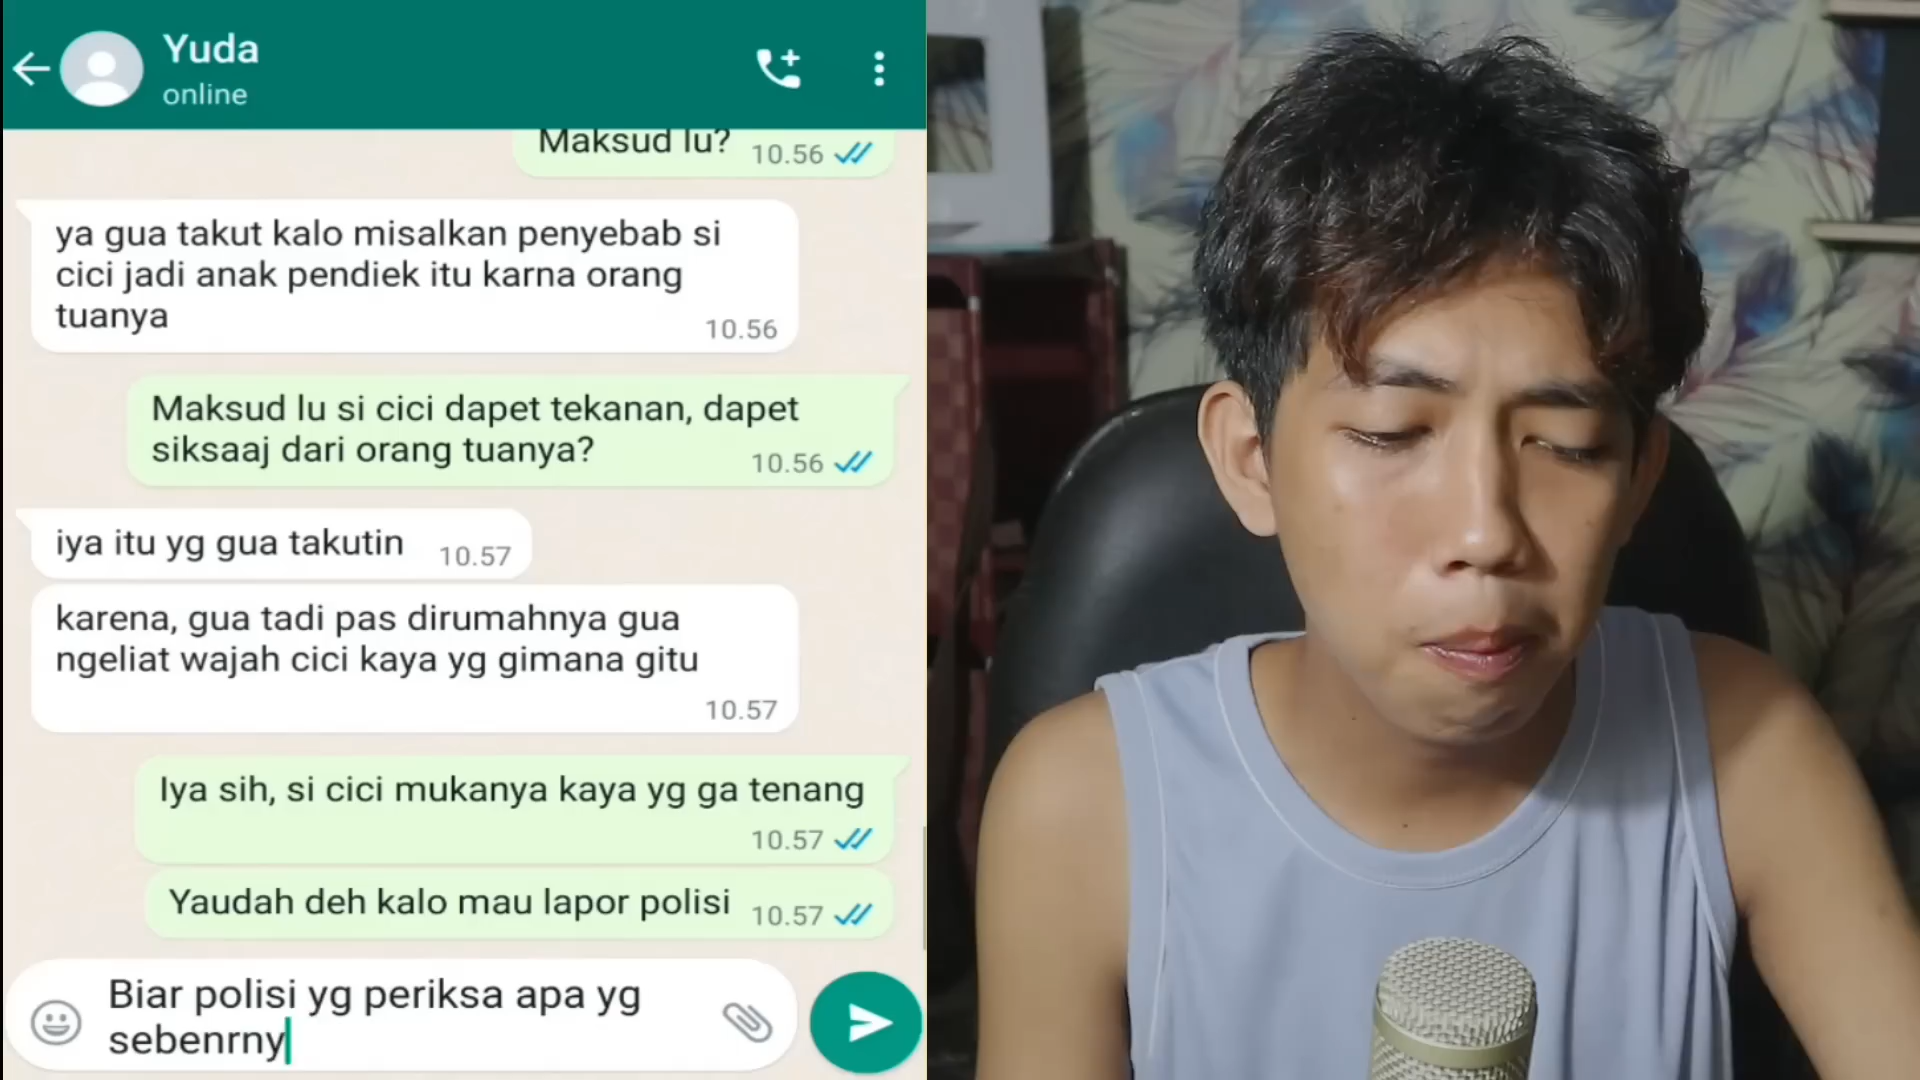 Yuda
online
Maksud lu?
10.56
ya gua takut kalo misalkan penyebab si
cici jadi anak pendiek itu karna orang
tuanya
10.56
Maksud lu si cici dapet tekanan, dapet
siksaaj dari orang tuanya?
10.56
iya itu yg gua takutin
10.57
karena, gua tadi pas dirumahnya gua
ngeliat wajah cici kaya yg gimana gitu
10.57
Iya sih, si cici mukanya kaya yg ga tenang
10.57
Yaudah deh kalo mau lapor polisi
10.57
Biar polisi yg periksa apa yg
sebenrny